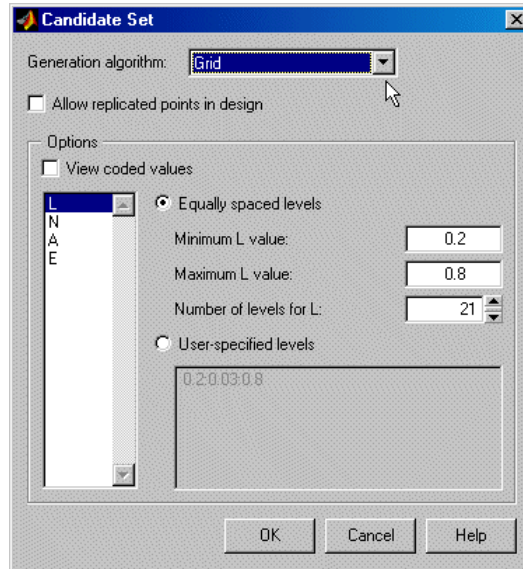 Candidate Set
Generation algorithm: Grid
Allow replicated points in design
Options
View coded values
L
N
A
E
Equally spaced levels
Minimum L value: 0.2
Maximum L value: 0.8
Number of levels for L: 21
User-specified levels
0.2:0.03:0.8
OK Cancel Help